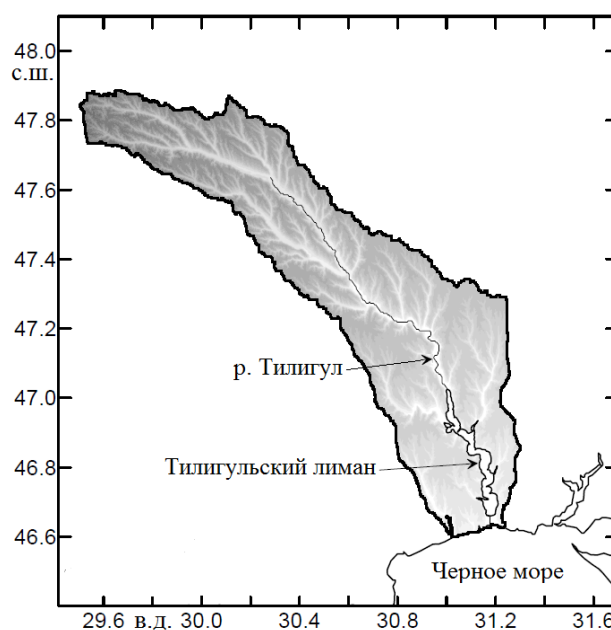 48.0
с.ш.
47.8
47.6
47.4
47.2
р. Тилигул
47.0
Тилигульский лиман
46.8
46.6
Черное море
29.6 в.д. 30.0 30.4 30.8 31.2 31.6